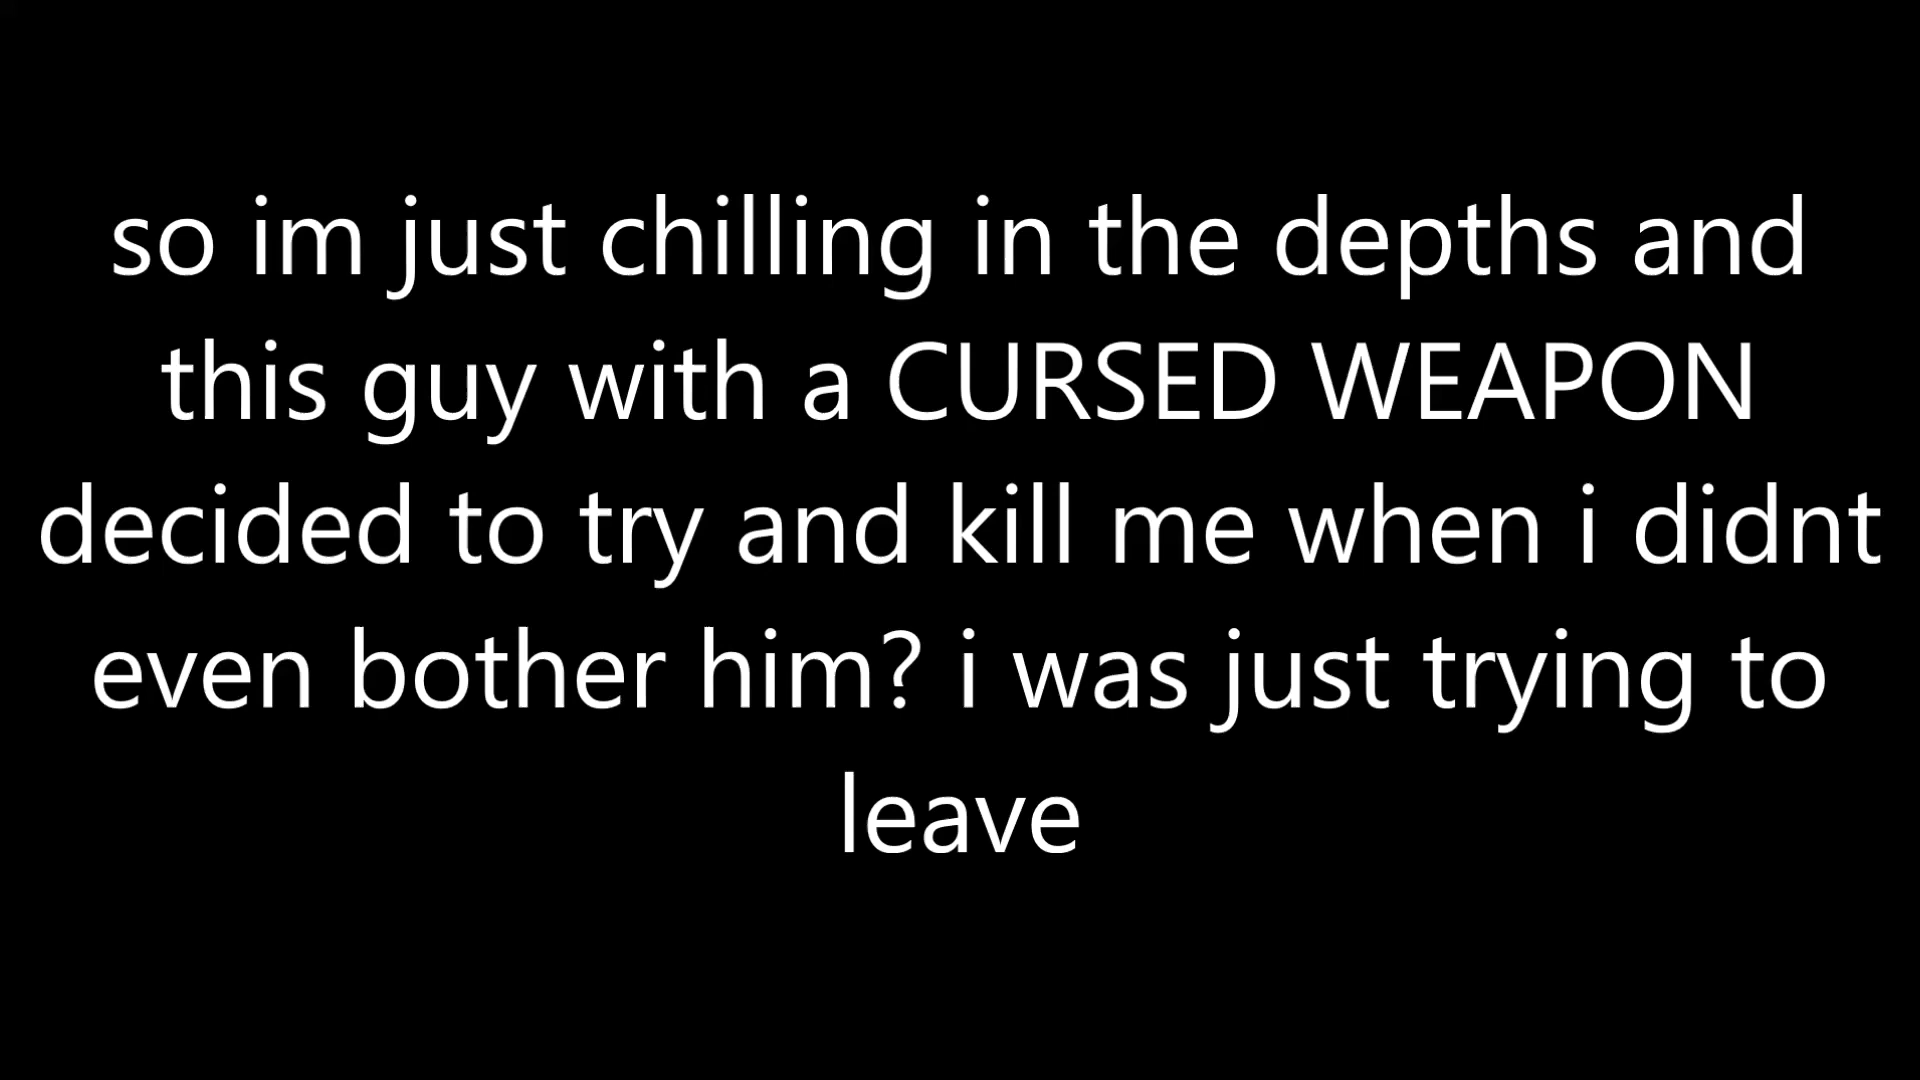 so im just chilling in the depths and
this guy with a CURSED WEAPON
decided to try and kill me when i didnt
even bother him? i was just trying to
leave